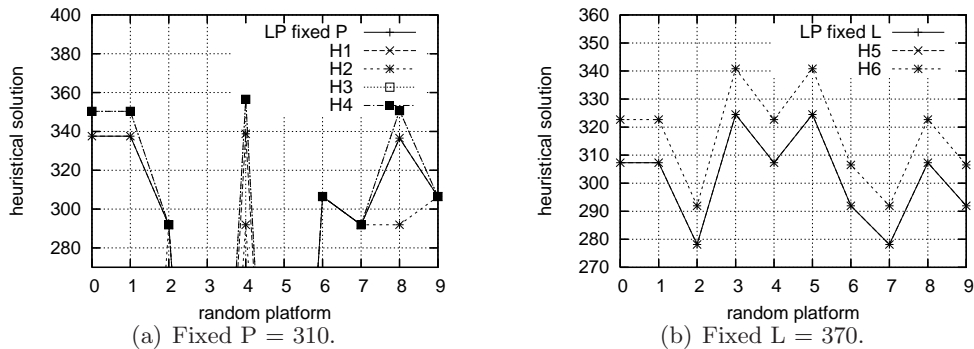 400
380
360
340
320
300
280
heuristical solution
0 1 2 3 4 5 6 7 8 9
random platform
LP fixed P
H1
H2
H3
H4
(a) Fixed P = 310.
360
350
340
330
320
310
300
290
280
270
heuristical solution
0 1 2 3 4 5 6 7 8 9
random platform
LP fixed L
H5
H6
(b) Fixed L = 370.